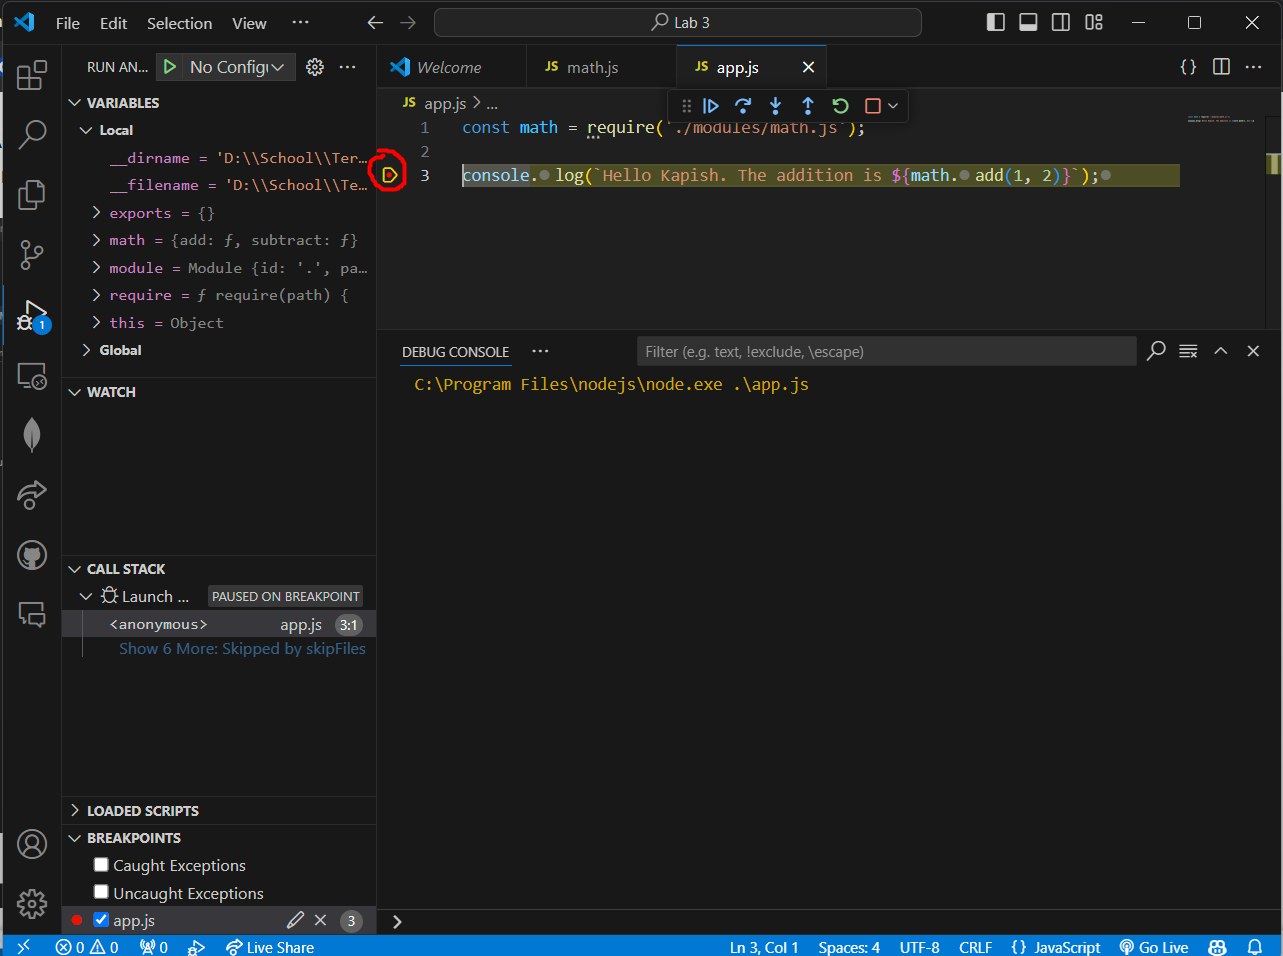 File Edit Selection View ··· Lab 3
RUN AN... No Config ···
Welcome
JS math.js
JS app.js
VARIABLES
Local
__dirname = 'D:\\School\\Ter…
__filename = 'D:\\School\\Te…
exports = {}
math = {add: ƒ, subtract: ƒ}
module = Module {id: '.', pa…
require = ƒ require(path) {
this = Object
Global
WATCH
CALL STACK
Launch ... PAUSED ON BREAKPOINT
<anonymous> app.js 3:1
Show 6 More: Skipped by skipFiles
LOADED SCRIPTS
BREAKPOINTS
Caught Exceptions
Uncaught Exceptions
app.js 3
JS app.js > ...
1 const math = require('./modules/math.js');
2
3 console.log(`Hello Kapish. The addition is ${math.add(1, 2)}`);
DEBUG CONSOLE ··· Filter (e.g. text, !exclude, \escape)
C:\Program Files\nodejs\node.exe .\app.js
1
0 0 0 Live Share Ln 3, Col 1 Spaces: 4 UTF-8 CRLF {} JavaScript Go Live